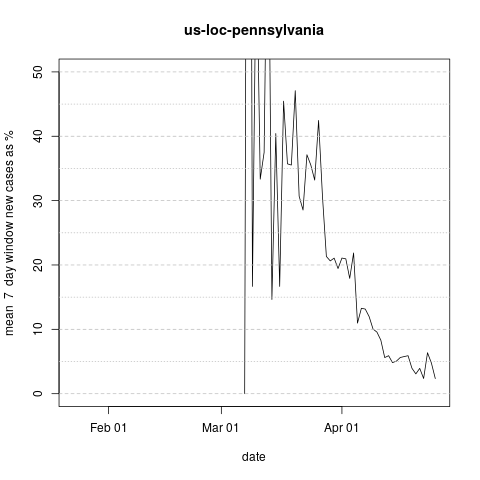 us-loc-pennsylvania
mean 7 day window new cases as %
50
40
30
20
10
0
Feb 01
Mar 01
Apr 01
date